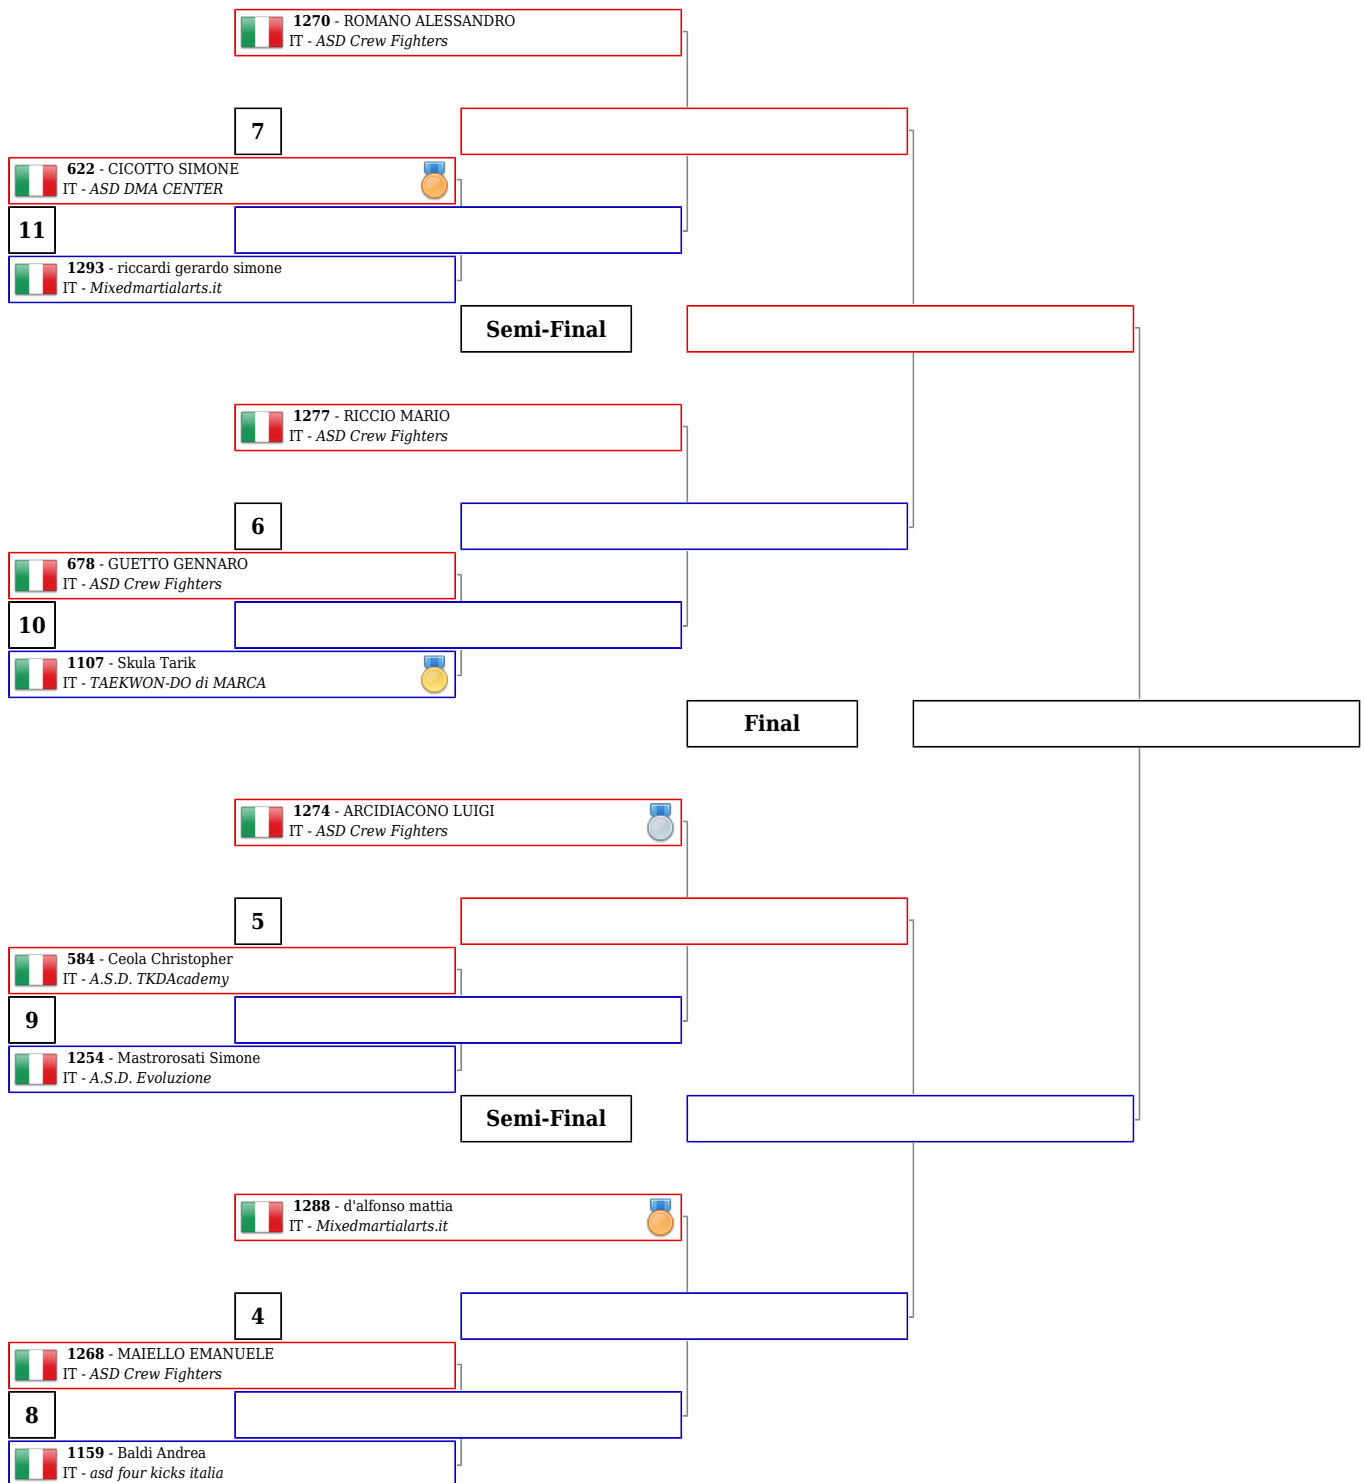 1270 - ROMANO ALESSANDRO
IT - ASD Crew Fighters
7
622 - CICOTTO SIMONE
IT - ASD DMA CENTER
11
1293 - riccardi gerardo simone
IT - Mixedmartialarts.it
Semi-Final
1277 - RICCIO MARIO
IT - ASD Crew Fighters
6
678 - GUETTO GENNARO
IT - ASD Crew Fighters
10
1107 - Skula Tarik
IT - TAEKWON-DO di MARCA
Final
1274 - ARCIDIACONO LUIGI
IT - ASD Crew Fighters
5
584 - Ceola Christopher
IT - A.S.D. TKDAcademy
9
1254 - Mastrorosati Simone
IT - A.S.D. Evoluzione
Semi-Final
1288 - d'alfonso mattia
IT - Mixedmartialarts.it
4
1268 - MAIELLO EMANUELE
IT - ASD Crew Fighters
8
1159 - Baldi Andrea
IT - asd four kicks italia